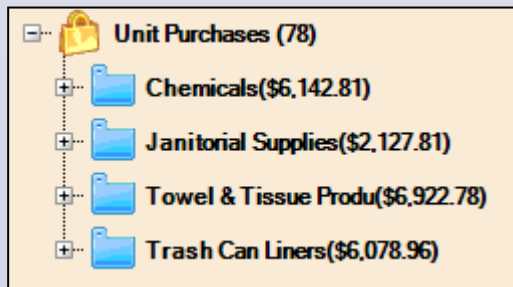 Unit Purchases (78)
Chemicals($6,142.81)
Janitorial Supplies($2,127.81)
Towel & Tissue Produ($6,922.78)
Trash Can Liners($6,078.96)